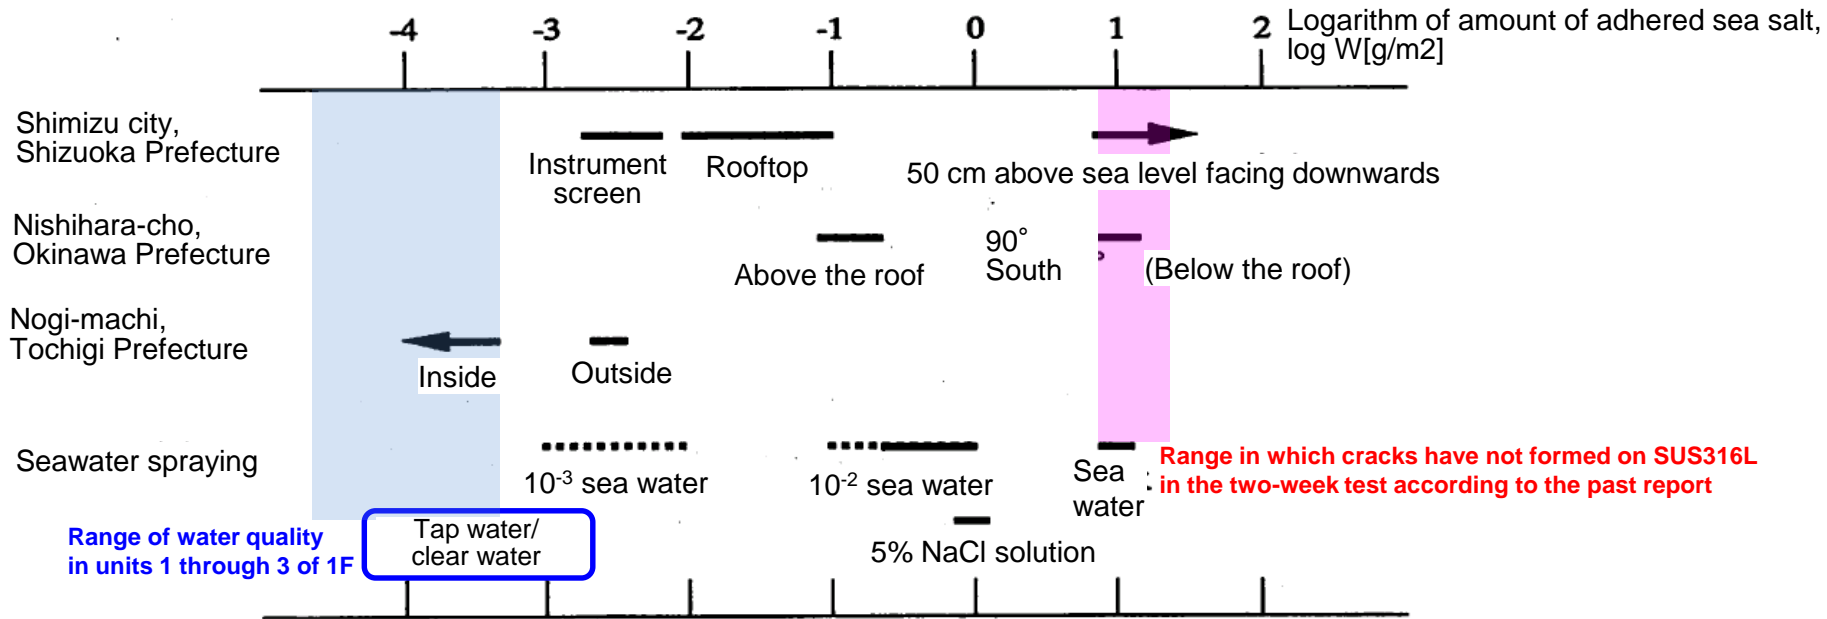 -4 -3 -2 -1 0 1 2
Logarithm of amount of adhered sea salt,
log W[g/m2]
Shimizu city,
Shizuoka Prefecture
Instrument
screen
Rooftop
50 cm above sea level facing downwards
Nishihara-cho,
Okinawa Prefecture
Above the roof
90°
South
(Below the roof)
Nogi-machi,
Tochigi Prefecture
Inside
Outside
Seawater spraying
10-3 sea water
10-2 sea water
Sea
water
Range in which cracks have not formed on SUS316L
in the two-week test according to the past report
Range of water quality
in units 1 through 3 of 1F
Tap water/
clear water
5% NaCl solution